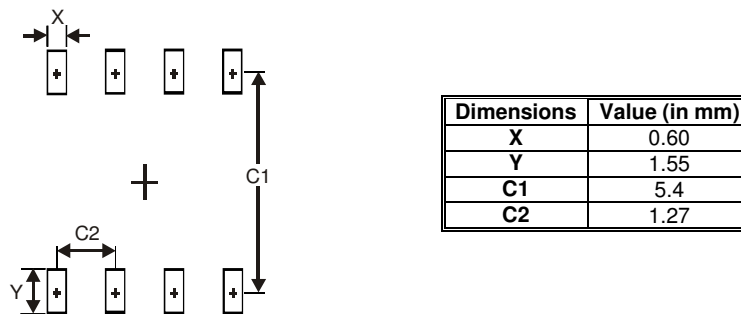 X
C1
C2
Y
Dimensions Value (in mm)
X 0.60
Y 1.55
C1 5.4
C2 1.27